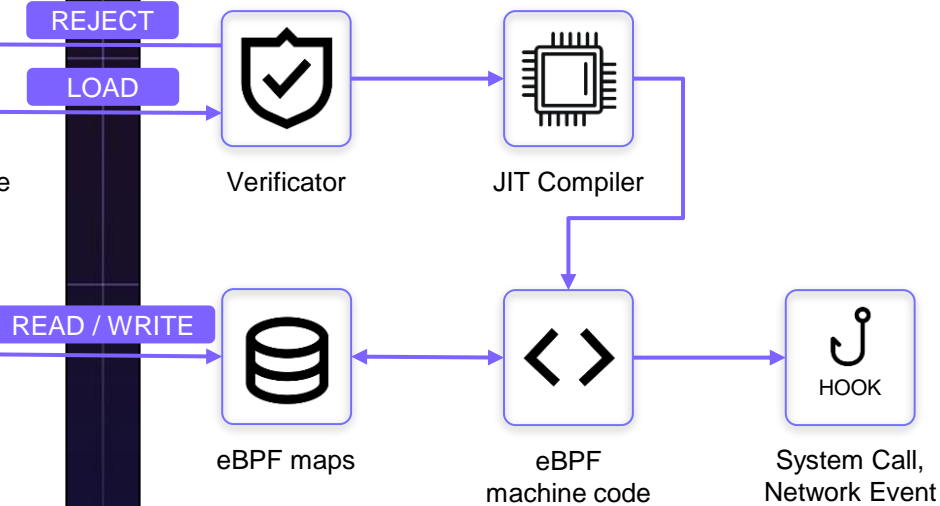 REJECT
LOAD
e
Verificator
JIT Compiler
READ / WRITE
HOOK
eBPF maps
eBPF
machine code
System Call,
Network Event